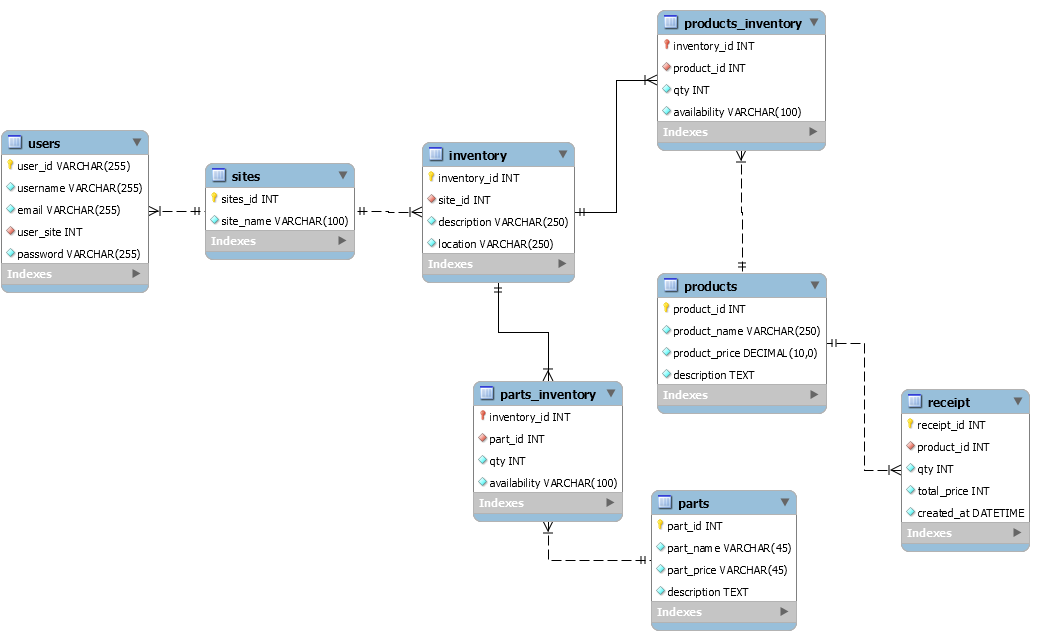 users
user_id VARCHAR(255)
username VARCHAR(255)
email VARCHAR(255)
user_site INT
password VARCHAR(255)
Indexes
sites
sites_id INT
site_name VARCHAR(100)
Indexes
inventory
inventory_id INT
site_id INT
description VARCHAR(250)
location VARCHAR(250)
Indexes
products_inventory
inventory_id INT
product_id INT
qty INT
availability VARCHAR(100)
Indexes
products
product_id INT
product_name VARCHAR(250)
product_price DECIMAL(10,0)
description TEXT
Indexes
parts_inventory
inventory_id INT
part_id INT
qty INT
availability VARCHAR(100)
Indexes
parts
part_id INT
part_name VARCHAR(45)
part_price VARCHAR(45)
description TEXT
Indexes
receipt
receipt_id INT
product_id INT
qty INT
total_price INT
created_at DATETIME
Indexes